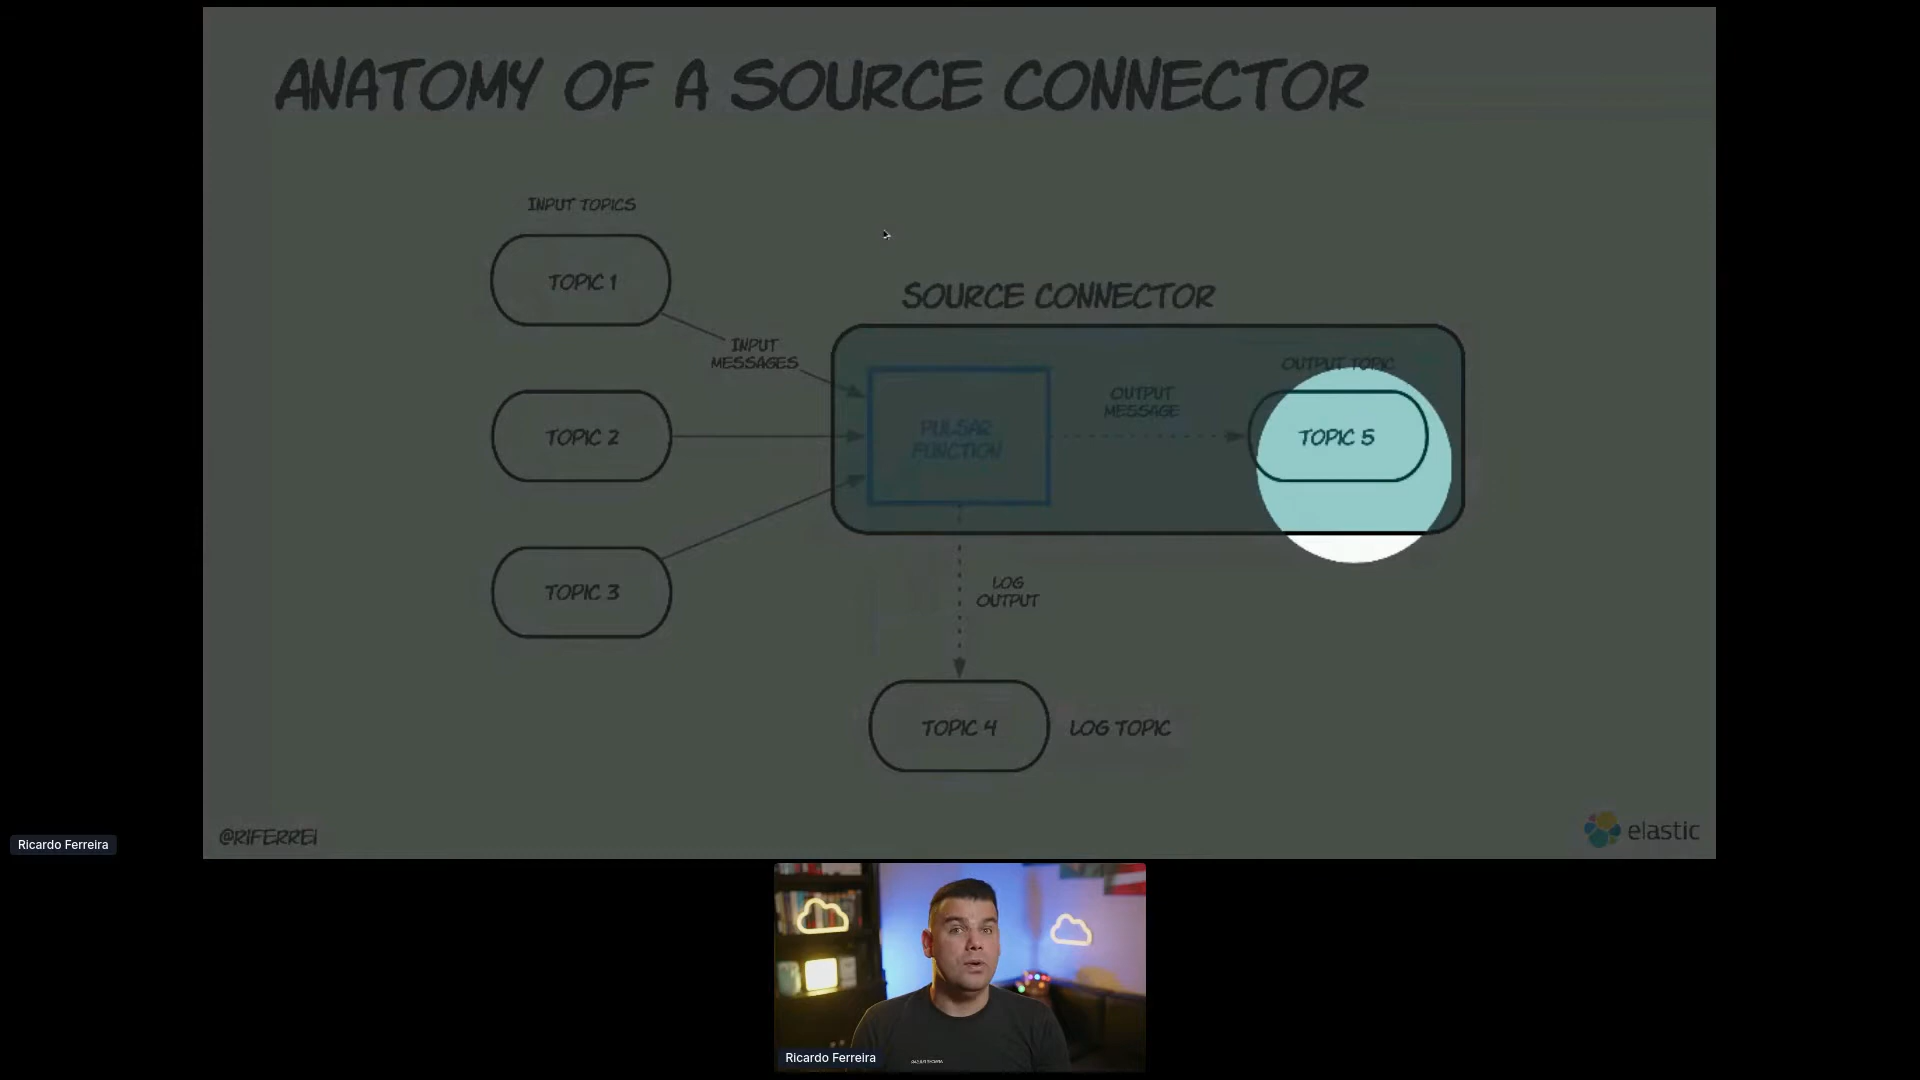 ANATOMY OF A SOURCE CONNECTOR
INPUT TOPICS
TOPIC 1
INPUT
MESSAGES
TOPIC 2
TOPIC 3
SOURCE CONNECTOR
PULSAR
FUNCTION
OUTPUT
MESSAGE
OUTPUT TOPIC
TOPIC 5
LOG
OUTPUT
TOPIC 4
LOG TOPIC
@RIFERREI
elastic
Ricardo Ferreira
Ricardo Ferreira